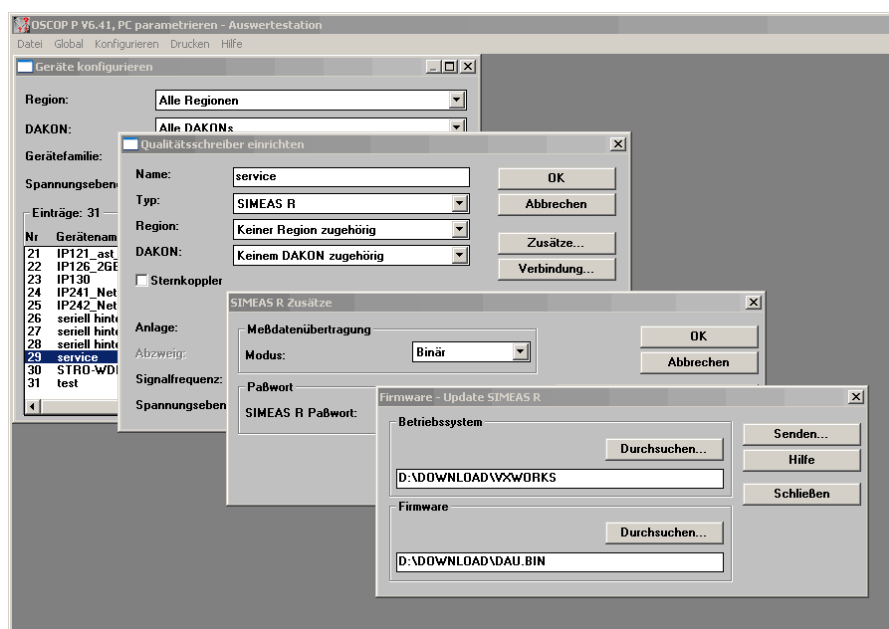 OSCOP P V6.41, PC parametrieren - Auswertestation
Datei Global Konfigurieren Drucken Hilfe
Geräte konfigurieren
Region:
Alle Regionen
DAKON:
Alle DAKONs
Gerätefamilie:
Einträge: 31
Nr
21 IP121_ast_
22 IP126_2GE
23 IP130
24 IP241_Net
25 IP242_Net
26 seriell hint
27 seriell hint
28 seriell hint
29 service
30 STRO-WD
31 test
Qualitätsschreiber einrichten
Name:
service
OK
Typ:
SIMEAS R
Abbrechen
Region:
Keiner Region zugehörig
Zusätze...
DAKON:
Keinem DAKON zugehörig
Verbindung...
Sternkoppler
Anlage:
Abzweig:
Signalfrequenz:
SIMEAS R Zusätze
Meßdatenübertragung
OK
Modus:
Binär
Abbrechen
Paßwort
SIMEAS R Paßwort:
Firmware - Update SIMEAS R
Betriebssystem
Senden...
Durchsuchen...
Hilfe
D:\DOWNLOAD\VXWORKS
Schließen
Firmware
Durchsuchen...
D:\DOWNLOAD\DAU.BIN